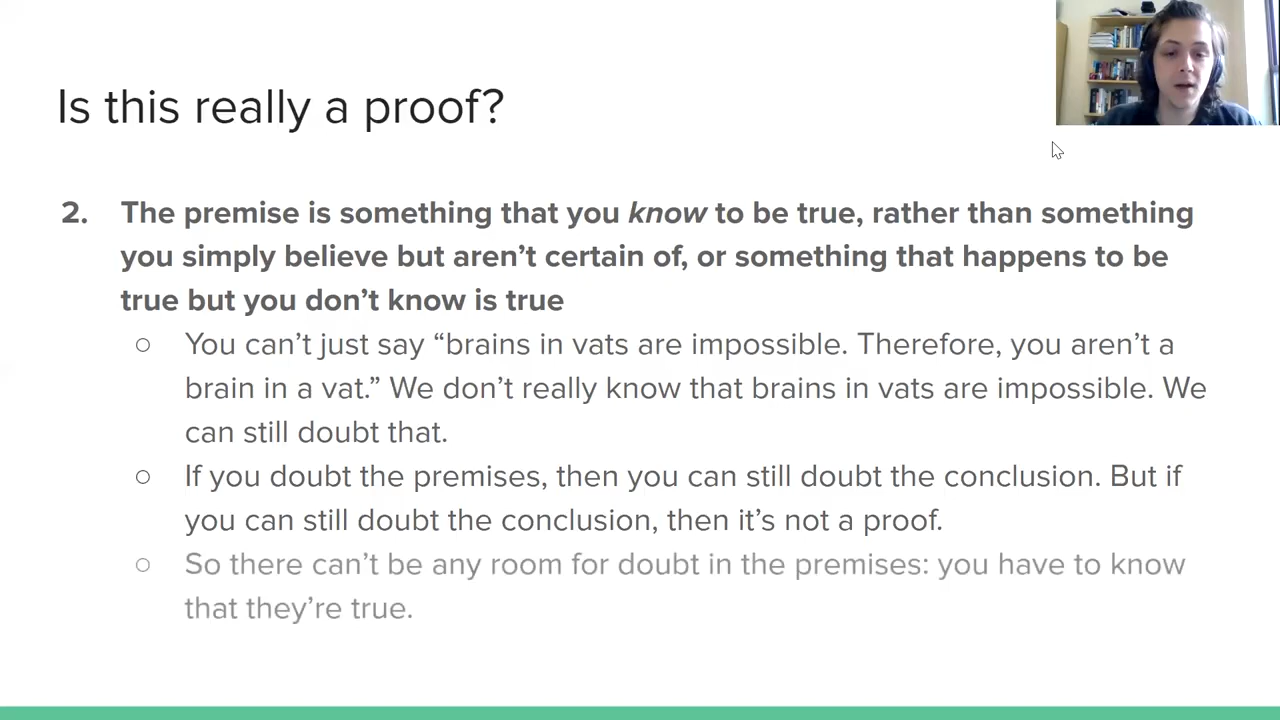 Is this really a proof?
2. The premise is something that you know to be true, rather than something
you simply believe but aren’t certain of, or something that happens to be
true but you don’t know is true
○ You can’t just say “brains in vats are impossible. Therefore, you aren’t a
brain in a vat.” We don’t really know that brains in vats are impossible. We
can still doubt that.
○ If you doubt the premises, then you can still doubt the conclusion. But if
you can still doubt the conclusion, then it’s not a proof.
○ So there can’t be any room for doubt in the premises: you have to know
that they’re true.